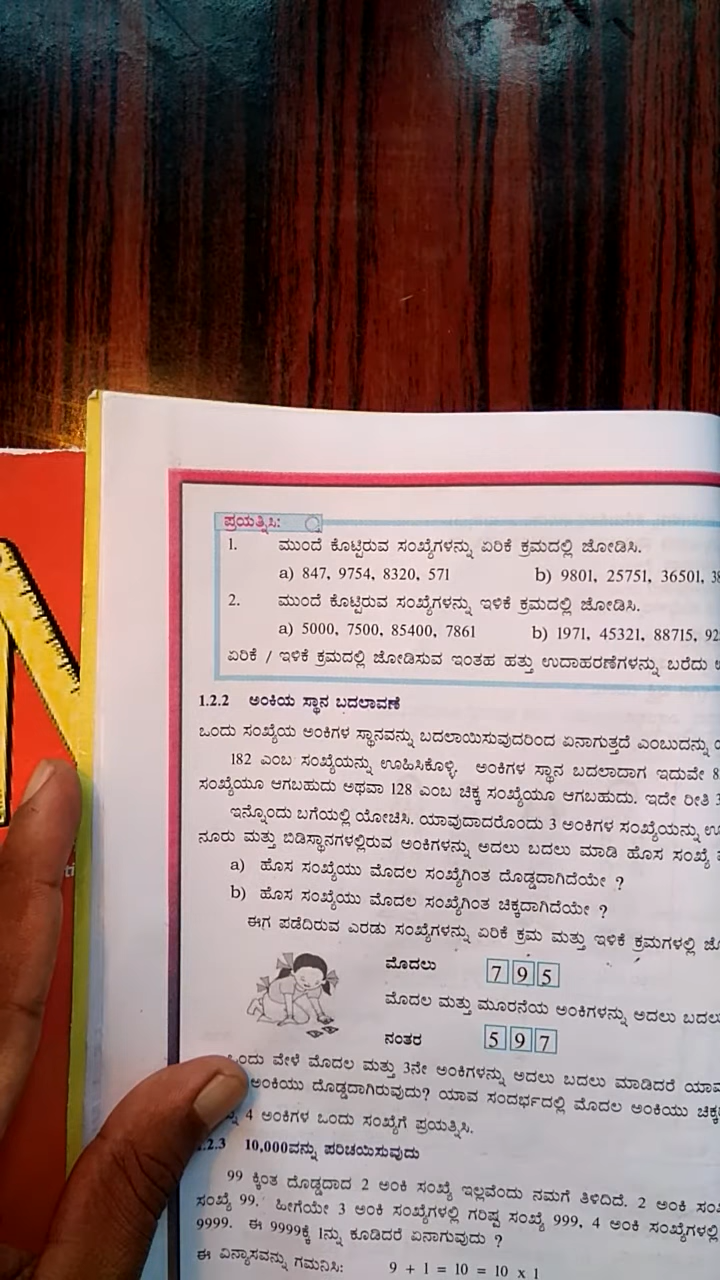 ಪ್ರಯತ್ನಿಸಿ:
1. ಮುಂದೆ ಕೊಟ್ಟಿರುವ ಸಂಖ್ಯೆಗಳನ್ನು ಏರಿಕೆ ಕ್ರಮದಲ್ಲಿ ಜೋಡಿಸಿ.
a) 847, 9754, 8320, 571 b) 9801, 25751, 36501,
2. ಮುಂದೆ ಕೊಟ್ಟಿರುವ ಸಂಖ್ಯೆಗಳನ್ನು ಇಳಿಕೆ ಕ್ರಮದಲ್ಲಿ ಜೋಡಿಸಿ.
a) 5000, 7500, 85400, 7861 b) 1971, 45321, 88715,
ಏರಿಕೆ / ಇಳಿಕೆ ಕ್ರಮದಲ್ಲಿ ಜೋಡಿಸುವ ಇಂತಹ ಹತ್ತು ಉದಾಹರಣೆಗಳನ್ನು ಬರೆದು
1.2.2 ಅಂಕಿಯ ಸ್ಥಾನ ಬದಲಾವಣೆ
ಒಂದು ಸಂಖ್ಯೆಯ ಅಂಕಿಗಳ ಸ್ಥಾನವನ್ನು ಬದಲಾಯಿಸುವುದರಿಂದ ಏನಾಗುತ್ತದೆ ಎಂಬುದನ್ನು
182 ಎಂಬ ಸಂಖ್ಯೆಯನ್ನು ಊಹಿಸಿಕೊಳ್ಳಿ. ಅಂಕಿಗಳ ಸ್ಥಾನ ಬದಲಾದಾಗ ಇದುವೇ
ಸಂಖ್ಯೆಯೂ ಆಗಬಹುದು ಅಥವಾ 128 ಎಂಬ ಚಿಕ್ಕ ಸಂಖ್ಯೆಯೂ ಆಗಬಹುದು. ಇದೇ ರೀತಿ
ಇನ್ನೊಂದು ಬಗೆಯಲ್ಲಿ ಯೋಚಿಸಿ. ಯಾವುದಾದರೊಂದು 3 ಅಂಕಿಗಳ ಸಂಖ್ಯೆಯನ್ನು
ನೂರು ಮತ್ತು ಬಿಡಿಸ್ಥಾನಗಳಲ್ಲಿರುವ ಅಂಕಿಗಳನ್ನು ಅದಲು ಬದಲು ಮಾಡಿ ಹೊಸ ಸಂಖ್ಯೆ
a) ಹೊಸ ಸಂಖ್ಯೆಯು ಮೊದಲ ಸಂಖ್ಯೆಗಿಂತ ದೊಡ್ಡದಾಗಿದೆಯೇ ?
b) ಹೊಸ ಸಂಖ್ಯೆಯು ಮೊದಲ ಸಂಖ್ಯೆಗಿಂತ ಚಿಕ್ಕದಾಗಿದೆಯೇ ?
ಈಗ ಪಡೆದಿರುವ ಎರಡು ಸಂಖ್ಯೆಗಳನ್ನು ಏರಿಕೆ ಕ್ರಮ ಮತ್ತು ಇಳಿಕೆ ಕ್ರಮಗಳಲ್ಲಿ
ಮೊದಲು 7 9 5
ಮೊದಲ ಮತ್ತು ಮೂರನೆಯ ಅಂಕಿಗಳನ್ನು ಅದಲು
ನಂತರ 5 9 7
ಒಂದು ವೇಳೆ ಮೊದಲ ಮತ್ತು 3ನೇ ಅಂಕಿಗಳನ್ನು ಅದಲು ಬದಲು ಮಾಡಿದರೆ
ಅಂಕಿಯು ದೊಡ್ಡದಾಗಿರುವುದು? ಯಾವ ಸಂದರ್ಭದಲ್ಲಿ ಮೊದಲ ಅಂಕಿಯು
4 ಅಂಕಿಗಳ ಒಂದು ಸಂಖ್ಯೆಗೆ ಪ್ರಯತ್ನಿಸಿ.
1.2.3 10,000ವನ್ನು ಪರಿಚಯಿಸುವುದು
99 ಕ್ಕಿಂತ ದೊಡ್ಡದಾದ 2 ಅಂಕಿ ಸಂಖ್ಯೆ ಇಲ್ಲವೆಂದು ನಮಗೆ ತಿಳಿದಿದೆ. 2 ಅಂಕಿ
ಸಂಖ್ಯೆ 99. ಹೀಗೆಯೇ 3 ಅಂಕಿ ಸಂಖ್ಯೆಗಳಲ್ಲಿ ಗರಿಷ್ಠ ಸಂಖ್ಯೆ 999, 4 ಅಂಕಿ ಸಂಖ್ಯೆಗಳಲ್ಲಿ
9999. ಈ 9999ಕ್ಕೆ 1ನ್ನು ಕೂಡಿದರೆ ಏನಾಗುವುದು ?
ಈ ವಿನ್ಯಾಸವನ್ನು ಗಮನಿಸಿ: 9 + 1 = 10 = 10 x 1